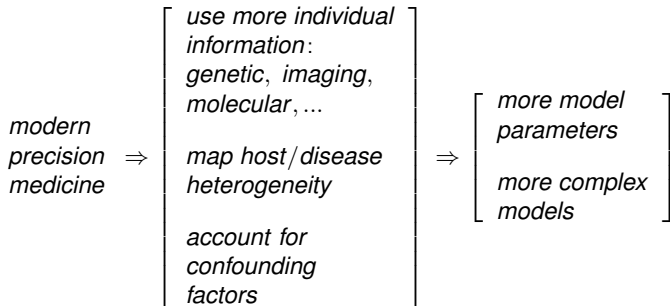 modern
precision
medicine
⇒
use more individual
information:
genetic, imaging,
molecular, ...
map host/disease
heterogeneity
account for
confounding
factors
⇒
more model
parameters
more complex
models